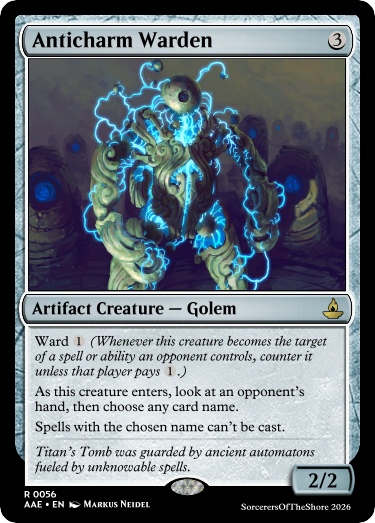 Anticharm Warden 3
Artifact Creature — Golem
Ward 1 (Whenever this creature becomes the target
of a spell or ability an opponent controls, counter it
unless that player pays 1.)
As this creature enters, look at an opponent's
hand, then choose any card name.
Spells with the chosen name can't be cast.
Titan's Tomb was guarded by ancient automatons
fueled by unknowable spells.
2/2
R 0056
AAE • EN Markus Neidel
SorcerersOfTheShore 2026